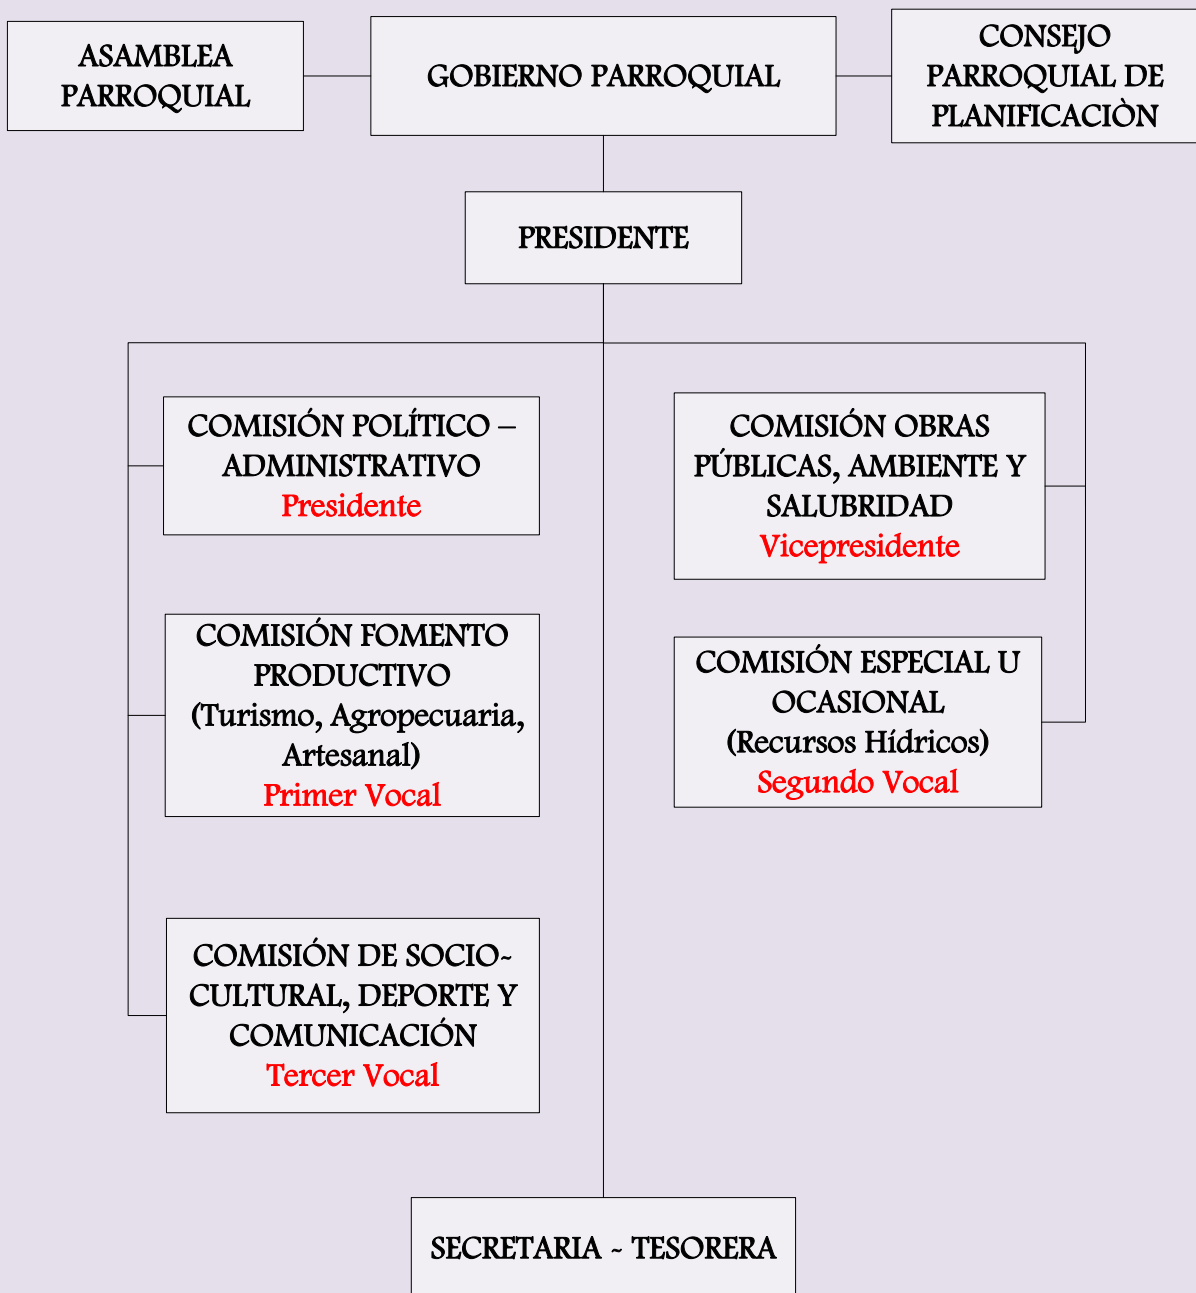 ASAMBLEA
PARROQUIAL
GOBIERNO PARROQUIAL
CONSEJO
PARROQUIAL DE
PLANIFICACIÒN
PRESIDENTE
COMISIÓN POLÍTICO –
ADMINISTRATIVO
Presidente
COMISIÓN OBRAS
PÚBLICAS, AMBIENTE Y
SALUBRIDAD
Vicepresidente
COMISIÓN FOMENTO
PRODUCTIVO
(Turismo, Agropecuaria,
Artesanal)
Primer Vocal
COMISIÓN ESPECIAL U
OCASIONAL
(Recursos Hídricos)
Segundo Vocal
COMISIÓN DE SOCIO-
CULTURAL, DEPORTE Y
COMUNICACIÓN
Tercer Vocal
SECRETARIA - TESORERA